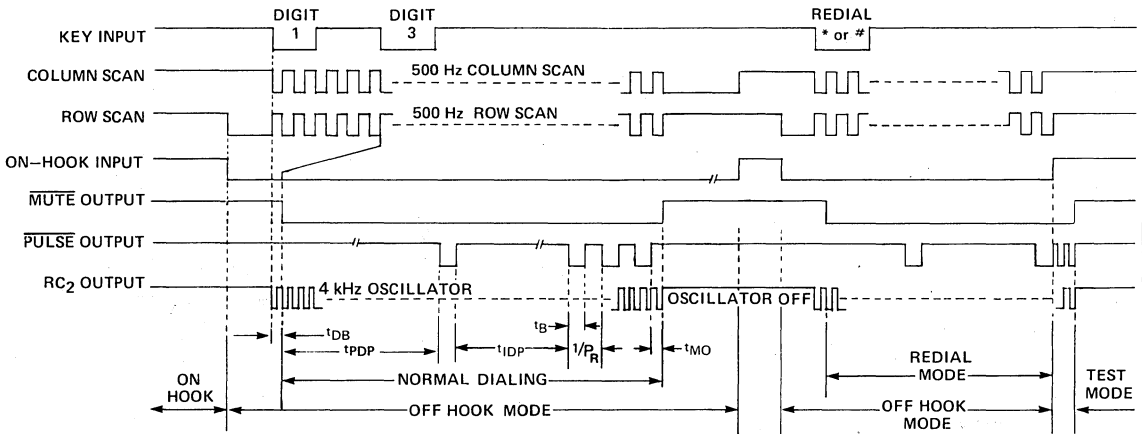 DIGIT 1
DIGIT 3
REDIAL * or #
KEY INPUT
COLUMN SCAN
500 Hz COLUMN SCAN
ROW SCAN
500 Hz ROW SCAN
ON–HOOK INPUT
MUTE OUTPUT
PULSE OUTPUT
RC2 OUTPUT
4 kHz OSCILLATOR
OSCILLATOR OFF
tDB
tPDP
tIDP
tB
1/PR
tMO
ON HOOK
NORMAL DIALING
OFF HOOK MODE
REDIAL MODE
OFF HOOK MODE
TEST MODE